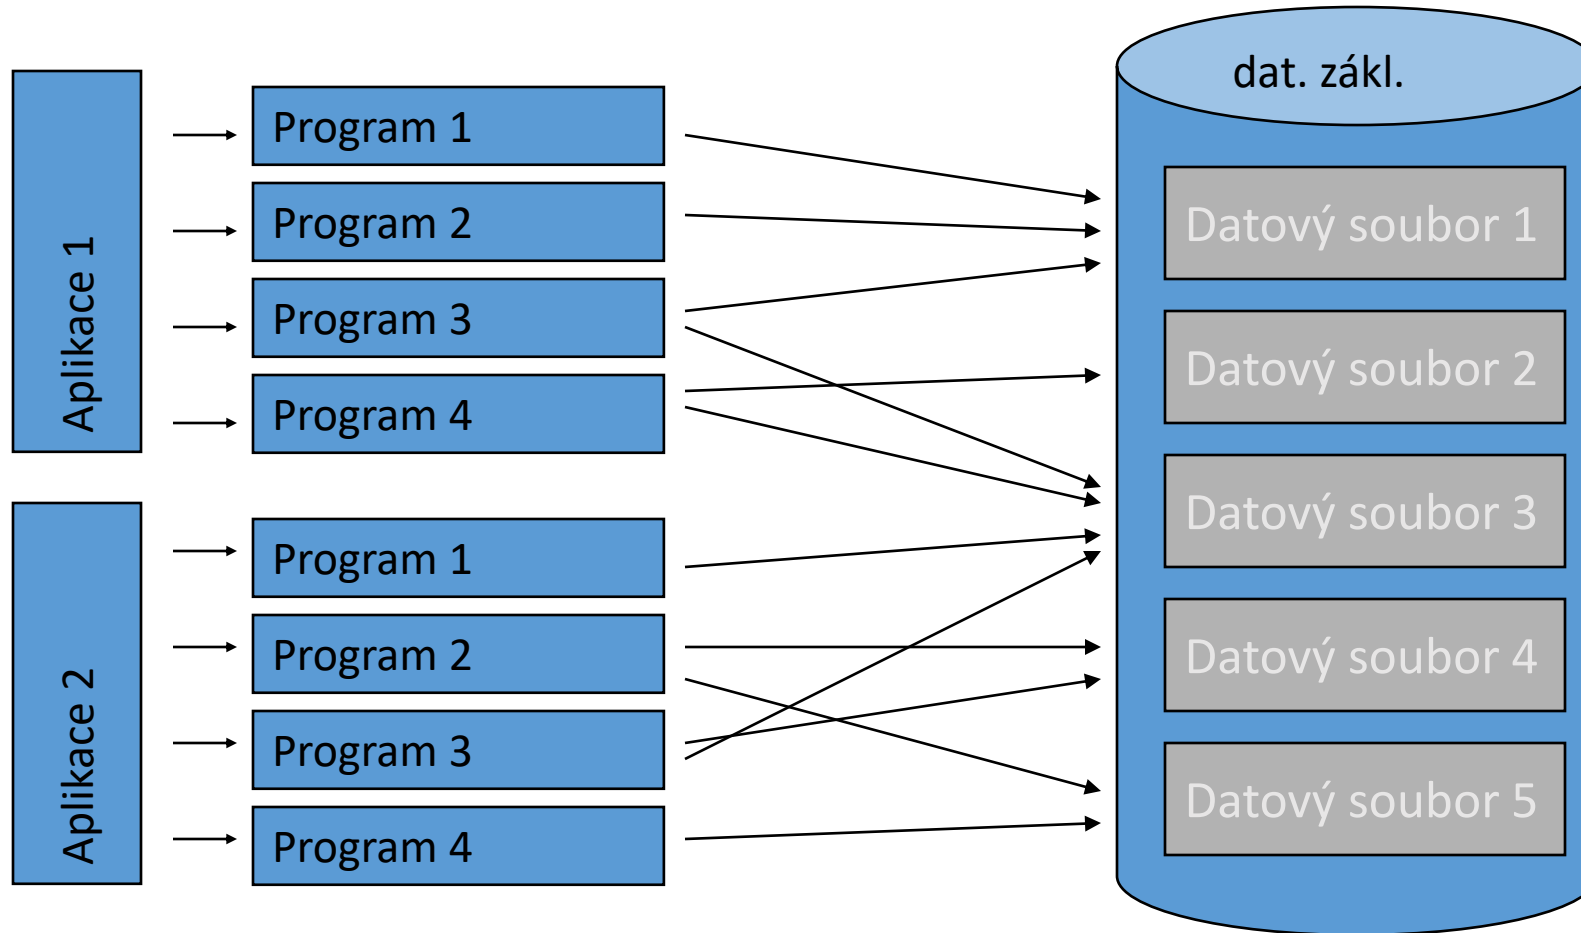 dat. zákl.
Aplikace 1
Program 1
Program 2
Program 3
Program 4
Aplikace 2
Program 1
Program 2
Program 3
Program 4
Datový soubor 1
Datový soubor 2
Datový soubor 3
Datový soubor 4
Datový soubor 5